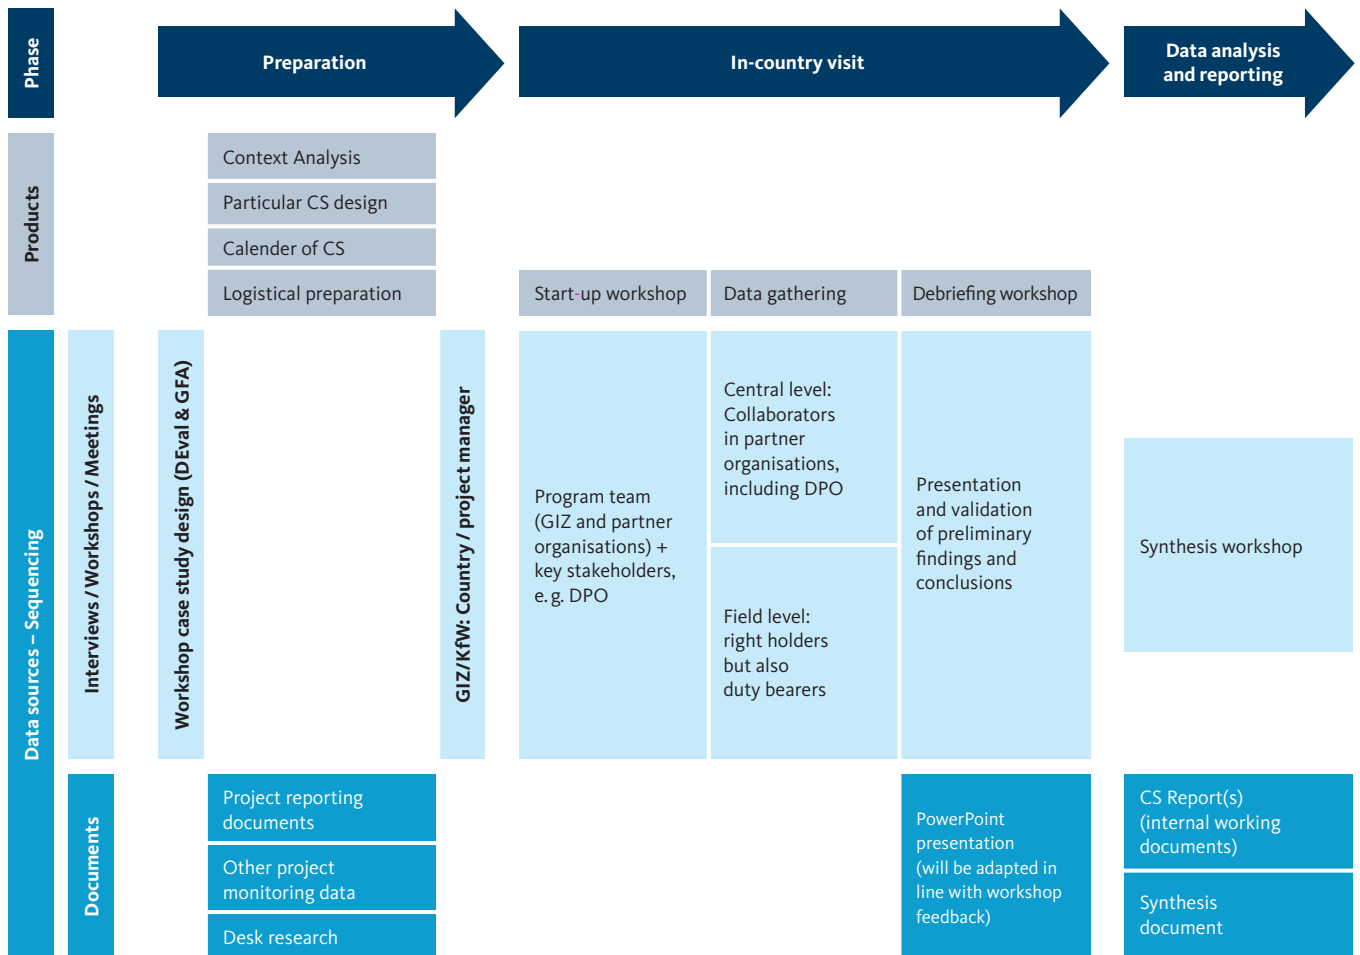 Phase
Preparation
In-country visit
Data analysis
and reporting
Products
Context Analysis
Particular CS design
Calender of CS
Logistical preparation
Start-up workshop
Data gathering
Debriefing workshop
Data sources – Sequencing
Interviews / Workshops / Meetings
Workshop case study design (DEval & GFA)
GIZ/KfW: Country / project manager
Program team
(GIZ and partner
organisations) +
key stakeholders,
e. g. DPO
Central level:
Collaborators
in partner
organisations,
including DPO
Field level:
right holders
but also
duty bearers
Presentation
and validation
of preliminary
findings and
conclusions
Synthesis workshop
Documents
Project reporting
documents
Other project
monitoring data
Desk research
PowerPoint
presentation
(will be adapted in
line with workshop
feedback)
CS Report(s)
(internal working
documents)
Synthesis
document